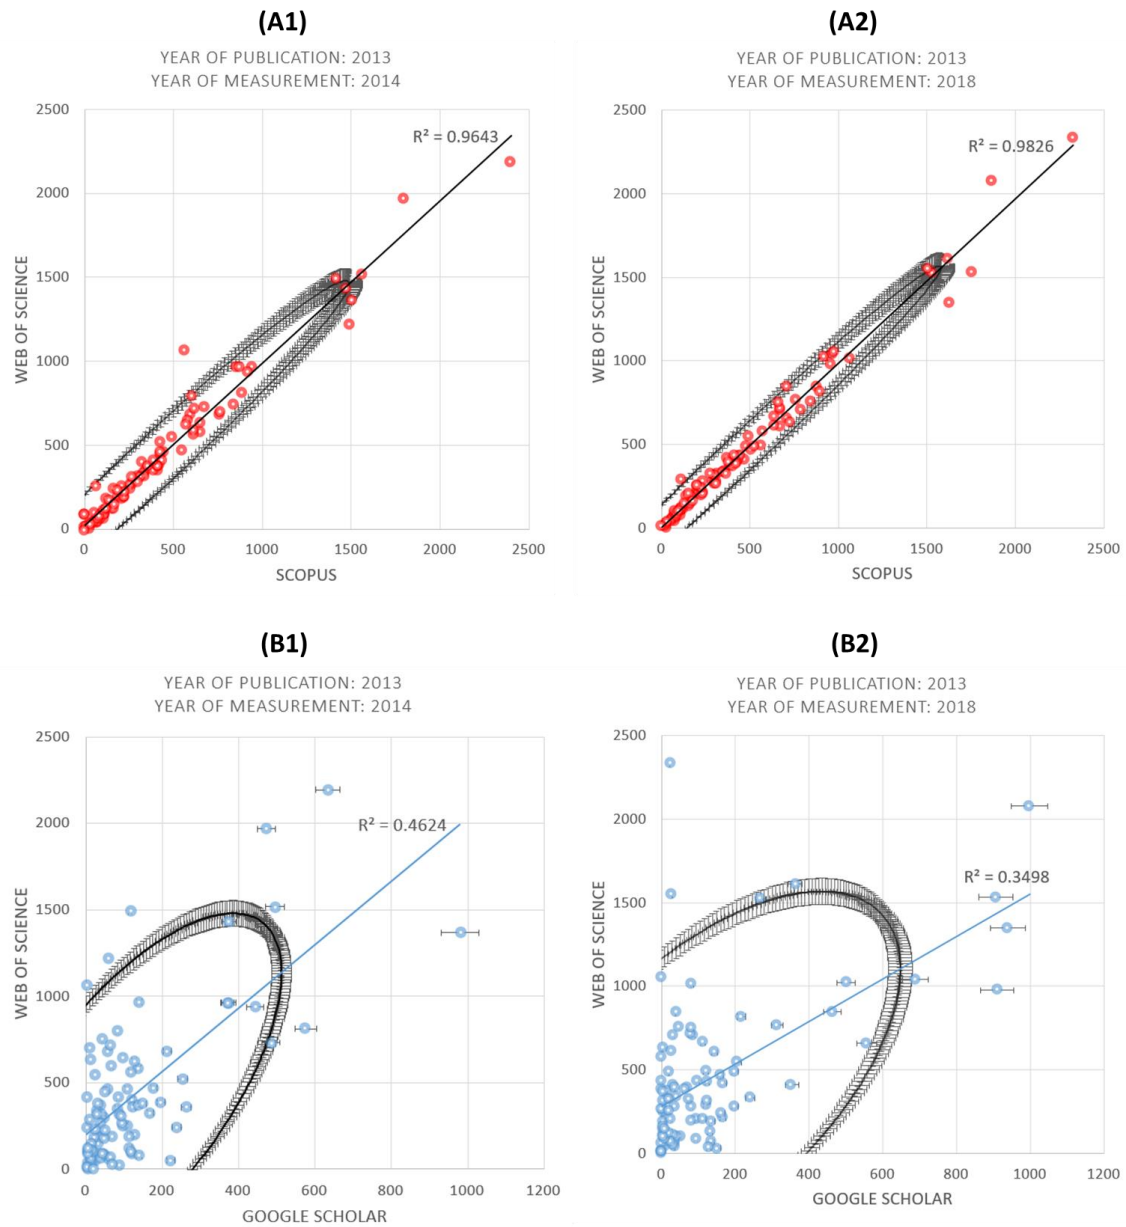 (A1)
YEAR OF PUBLICATION: 2013
YEAR OF MEASUREMENT: 2014
R² = 0.9643
WEB OF SCIENCE
2500
2000
1500
1000
500
0
0 500 1000 1500 2000 2500
SCOPUS
(A2)
YEAR OF PUBLICATION: 2013
YEAR OF MEASUREMENT: 2018
R² = 0.9826
WEB OF SCIENCE
2500
2000
1500
1000
500
0
0 500 1000 1500 2000 2500
SCOPUS
(B1)
YEAR OF PUBLICATION: 2013
YEAR OF MEASUREMENT: 2014
R² = 0.4624
WEB OF SCIENCE
2500
2000
1500
1000
500
0
0 200 400 600 800 1000 1200
GOOGLE SCHOLAR
(B2)
YEAR OF PUBLICATION: 2013
YEAR OF MEASUREMENT: 2018
R² = 0.3498
WEB OF SCIENCE
2500
2000
1500
1000
500
0
0 200 400 600 800 1000 1200
GOOGLE SCHOLAR